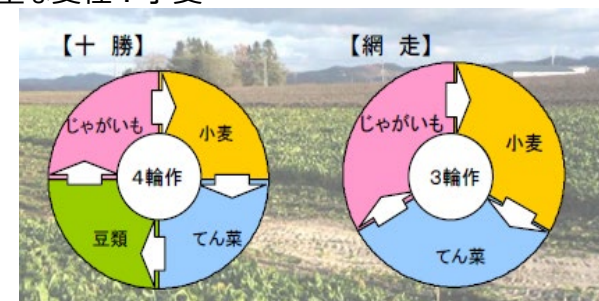 【十 勝】
じゃがいも
小麦
4輪作
豆類
てん菜
【網 走】
じゃがいも
小麦
3輪作
てん菜